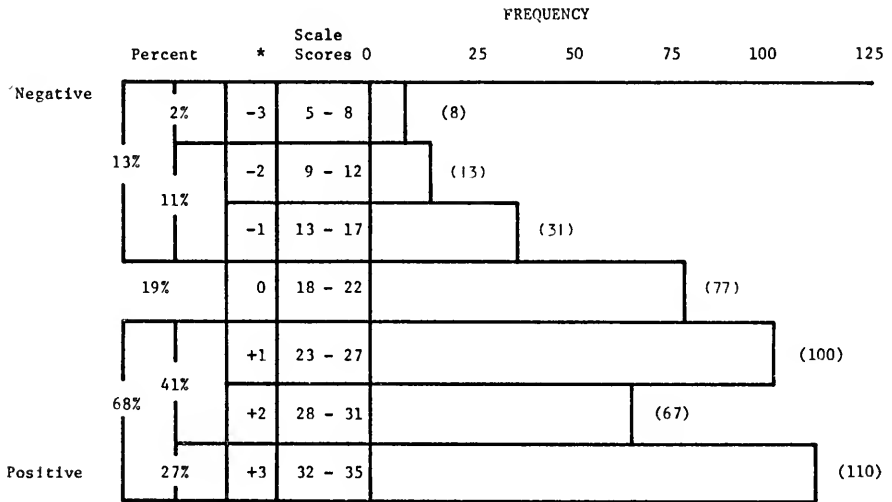 FREQUENCY
Percent * Scale Scores 0 25 50 75 100 125
Negative
2% -3 5 - 8 (8)
13%
-2 9 - 12 (13)
11%
-1 13 - 17 (31)
19% 0 18 - 22 (77)
+1 23 - 27 (100)
41%
68%
+2 28 - 31 (67)
Positive 27% +3 32 - 35 (110)